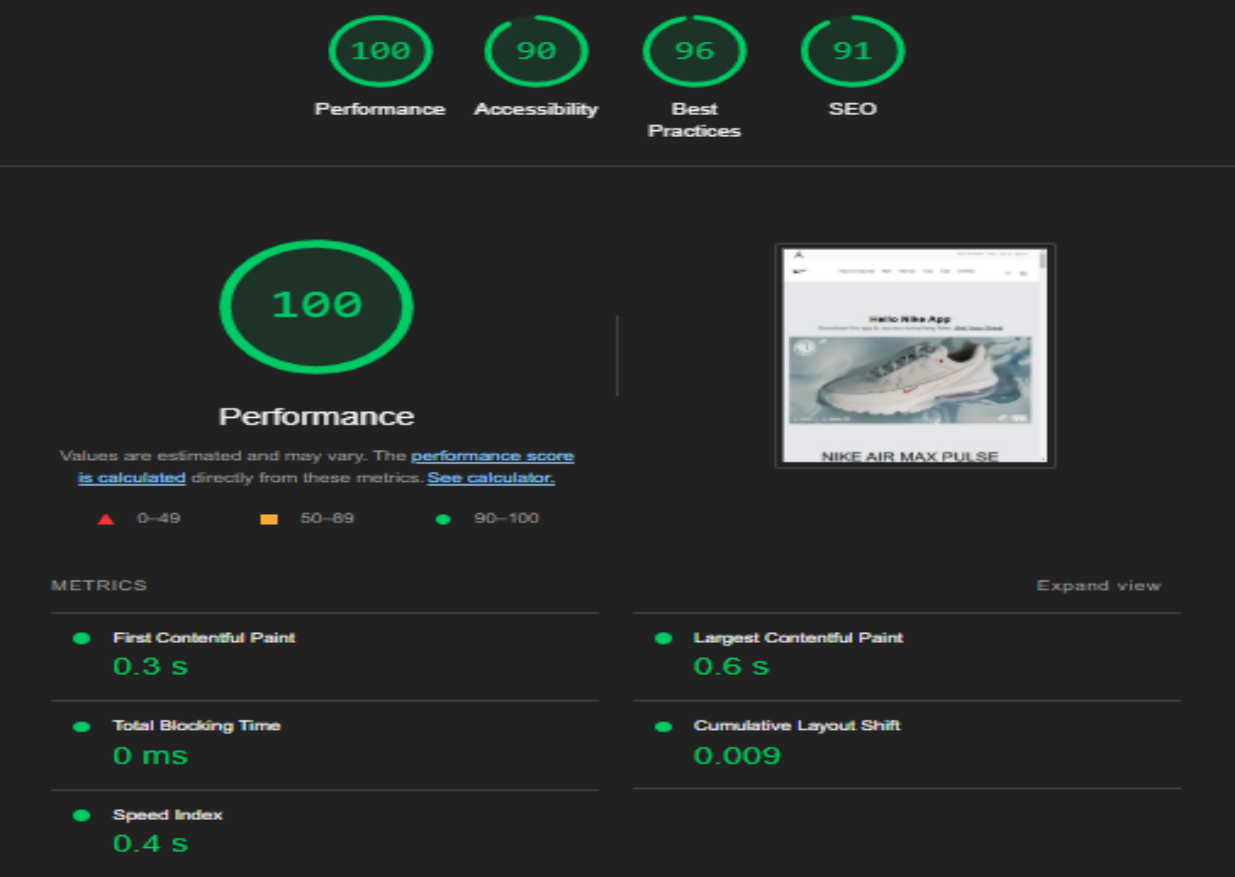 100
90
96
91
Performance
Accessibility
Best
Practices
SEO
100
Performance
Values are estimated and may vary. The performance score
is calculated directly from these metrics. See calculator.
0–49
50–89
90–100
Hello Nike App
NIKE AIR MAX PULSE
METRICS
Expand view
First Contentful Paint
0.3 s
Largest Contentful Paint
0.6 s
Total Blocking Time
0 ms
Cumulative Layout Shift
0.009
Speed Index
0.4 s